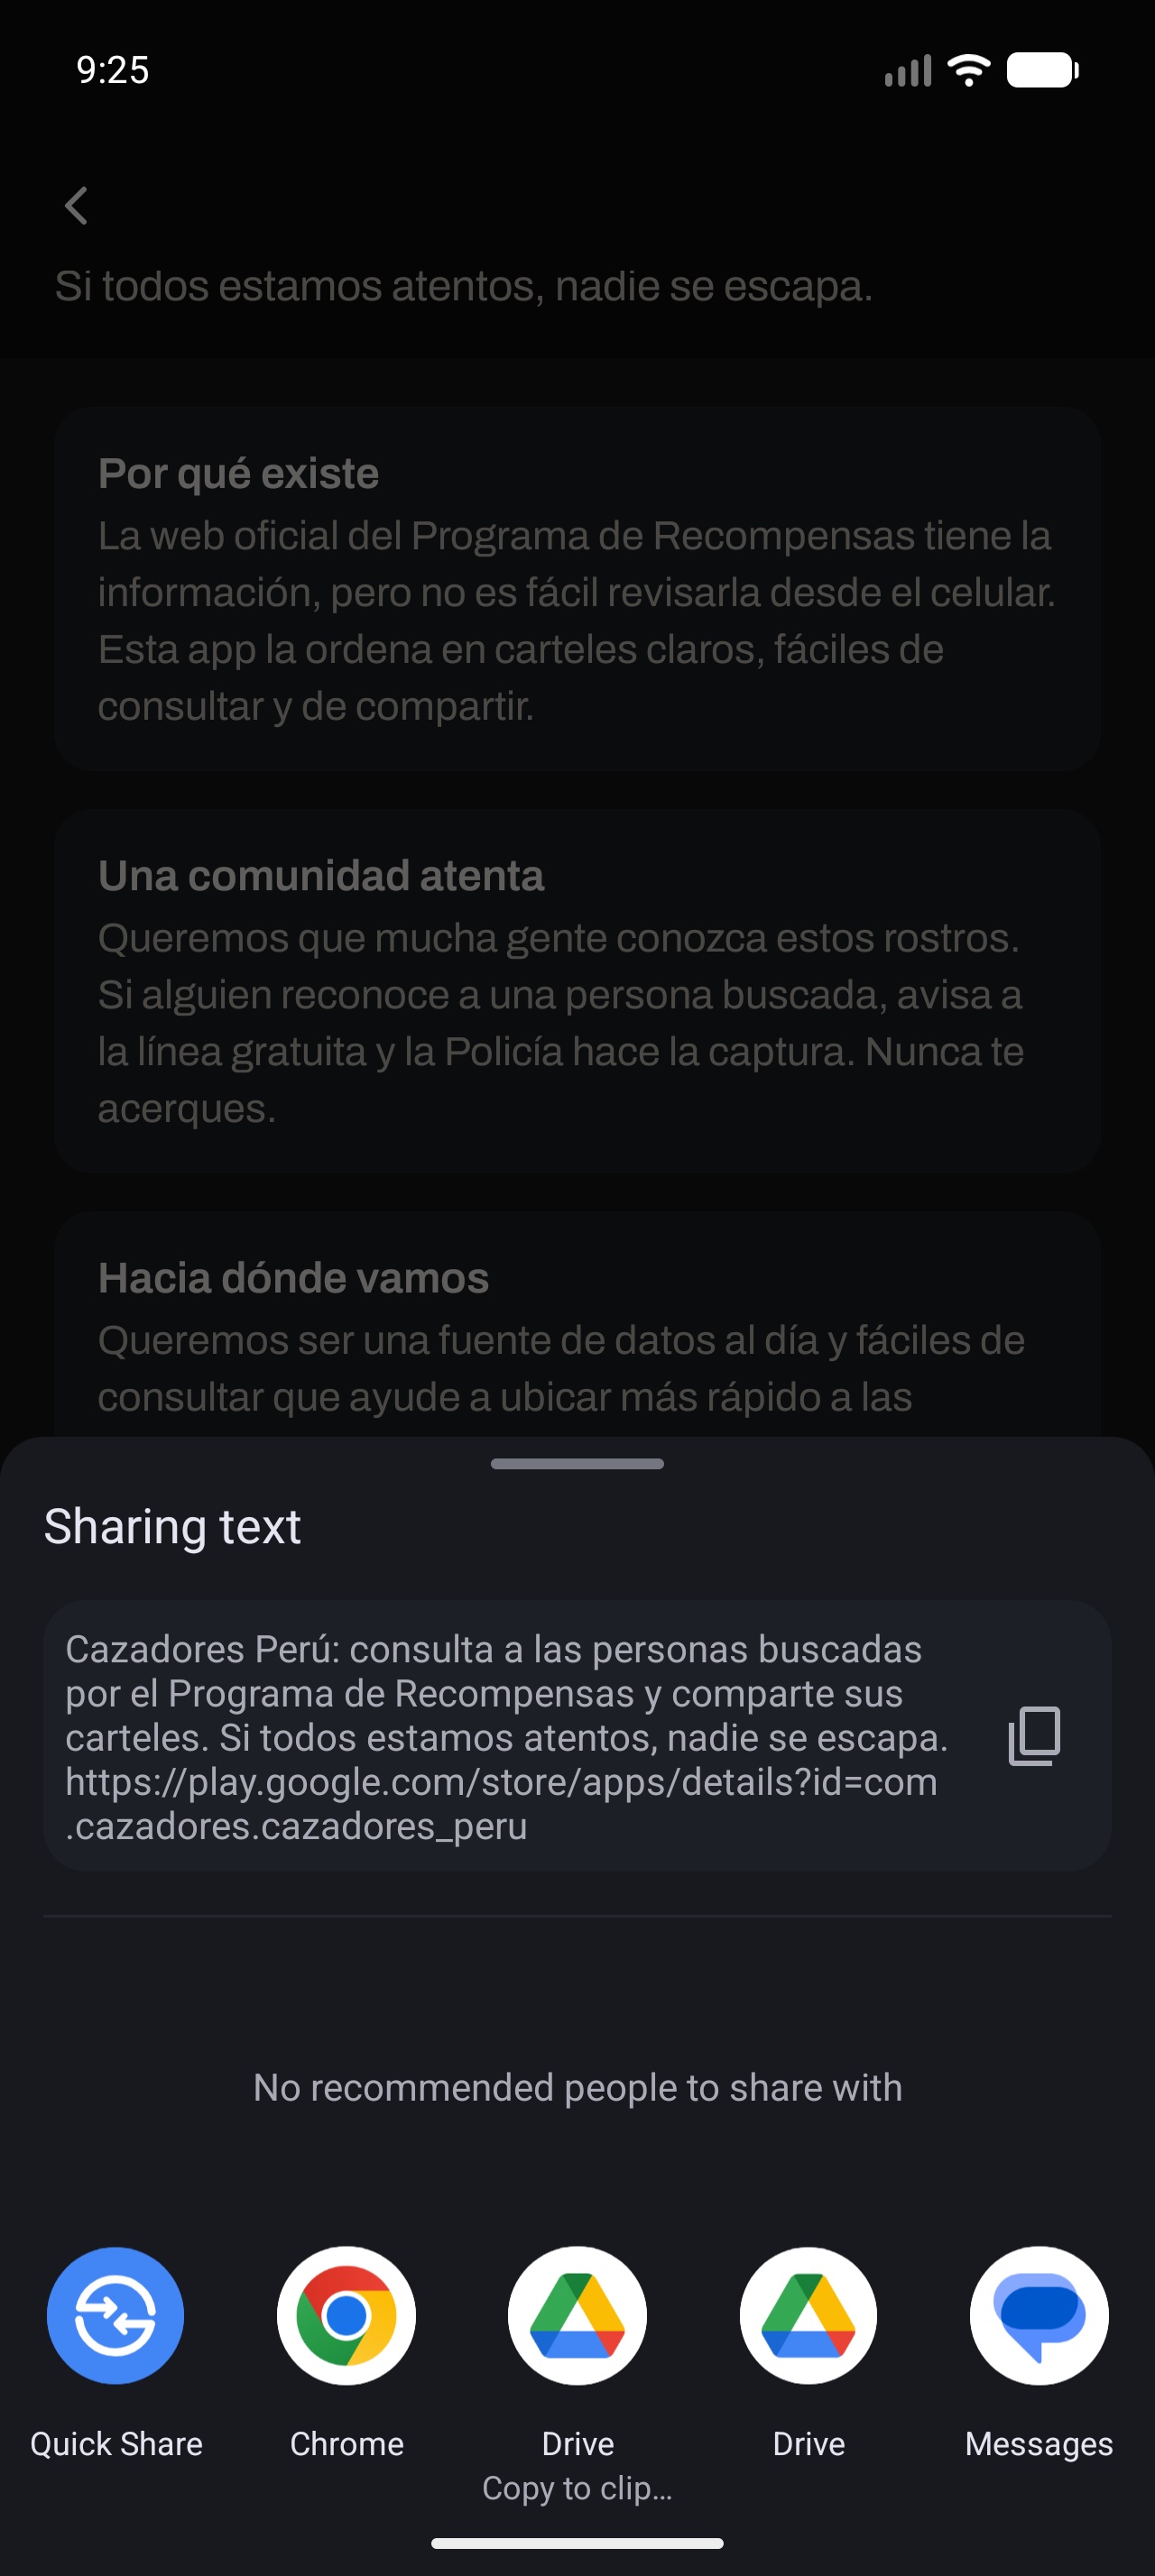 9:25
Si todos estamos atentos, nadie se escapa.
Por qué existe
La web oficial del Programa de Recompensas tiene la
información, pero no es fácil revisarla desde el celular.
Esta app la ordena en carteles claros, fáciles de
consultar y de compartir.
Una comunidad atenta
Queremos que mucha gente conozca estos rostros.
Si alguien reconoce a una persona buscada, avisa a
la línea gratuita y la Policía hace la captura. Nunca te
acerques.
Hacia dónde vamos
Queremos ser una fuente de datos al día y fáciles de
consultar que ayude a ubicar más rápido a las
Sharing text
Cazadores Perú: consulta a las personas buscadas
por el Programa de Recompensas y comparte sus
carteles. Si todos estamos atentos, nadie se escapa.
https://play.google.com/store/apps/details?id=com
.cazadores.cazadores_peru
No recommended people to share with
Quick Share
Chrome
Drive
Copy to clip...
Drive
Messages